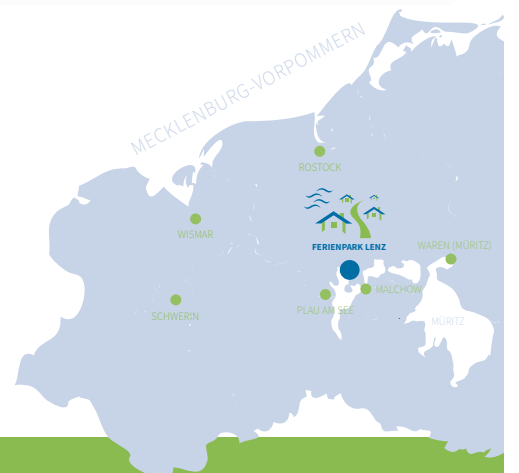 MECKLENBURG-VORPOMMERN
ROSTOCK
WISMAR
FERIENPARK LENZ
WAREN (MÜRITZ)
MALCHOW
PLAU AM SEE
SCHWERIN
MÜRITZ